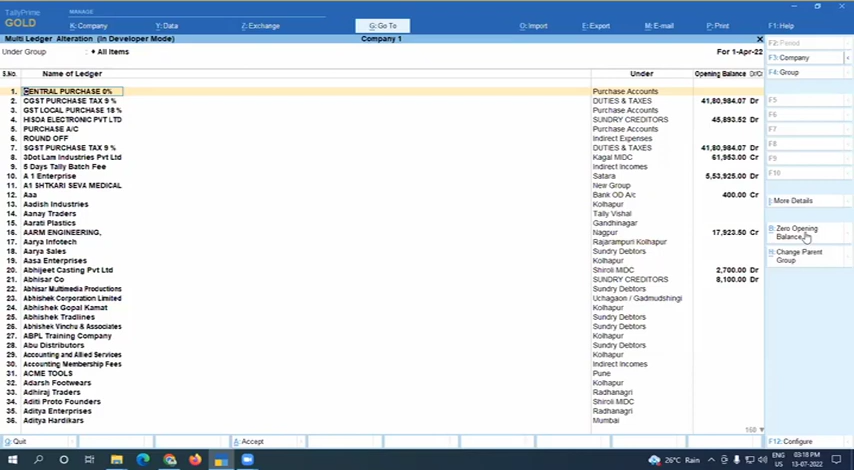 TallyPrime
GOLD
MANAGE
K: Company
Y: Data
Z: Exchange
G: Go To
O: Import
E: Export
M: E-mail
P: Print
F1: Help
Multi Ledger Alteration (In Developer Mode)
Company 1
Under Group : ♦ All Items
For 1-Apr-22
S.No. Name of Ledger Under Opening Balance Dr/Cr
1. CENTRAL PURCHASE 0% Purchase Accounts
2. CGST PURCHASE TAX 9 % DUTIES & TAXES 41,80,984.07 Dr
3. GST LOCAL PURCHASE 18 % Purchase Accounts
4. HISOA ELECTRONIC PVT LTD SUNDRY CREDITORS 45,893.52 Dr
5. PURCHASE A/C Purchase Accounts
6. ROUND OFF Indirect Expenses
7. SGST PURCHASE TAX 9 % DUTIES & TAXES 41,80,984.07 Dr
8. 3Dot Lam Industries Pvt Ltd Kagal MIDC 61,953.00 Cr
9. 5 Days Tally Batch Fee Indirect Incomes
10. A 1 Enterprise Satara 5,53,925.00 Dr
11. A1 SHTKARI SEVA MEDICAL New Group
12. Aaa Bank OD A/c 400.00 Cr
13. Aadish Industries Kolhapur
14. Aanay Traders Tally Vishal
15. Aarati Plastics Gandhinagar
16. AARM ENGINEERING, Nagpur 17,923.50 Cr
17. Aarya Infotech Rajarampuri Kolhapur
18. Aarya Sales Sundry Debtors
19. Aasa Enterprises Kolhapur
20. Abhijeet Casting Pvt Ltd Shiroli MIDC 2,700.00 Dr
21. Abhisar Co SUNDRY CREDITORS 8,100.00 Dr
22. Abhisar Multimedia Productions Sundry Debtors
23. Abhishek Corporation Limited Uchagaon / Gadmudshingi
24. Abhishek Gopal Kamat Kolhapur
25. Abhishek Tradlines Sundry Debtors
26. Abhishek Vinchu & Associates Sundry Debtors
27. ABPL Training Company Kolhapur
28. Abu Distributors Sundry Debtors
29. Accounting and Allied Services Kolhapur
30. Accounting Membership Fees Indirect Incomes
31. ACME TOOLS Pune
32. Adarsh Footwears Kolhapur
33. Adhiraj Traders Radhanagri
34. Aditi Proto Founders Shiroli MIDC
35. Aditya Enterprises Radhanagri
36. Aditya Hardikars Mumbai
160
F2: Period
F3: Company
F4: Group
F5
F6
F7
F8
F9
F10
I: More Details
B: Zero Opening
Balance
H: Change Parent
Group
Q: Quit
A: Accept
F12: Configure
26°C Rain
ENG
US
03:18 PM
13-07-2022